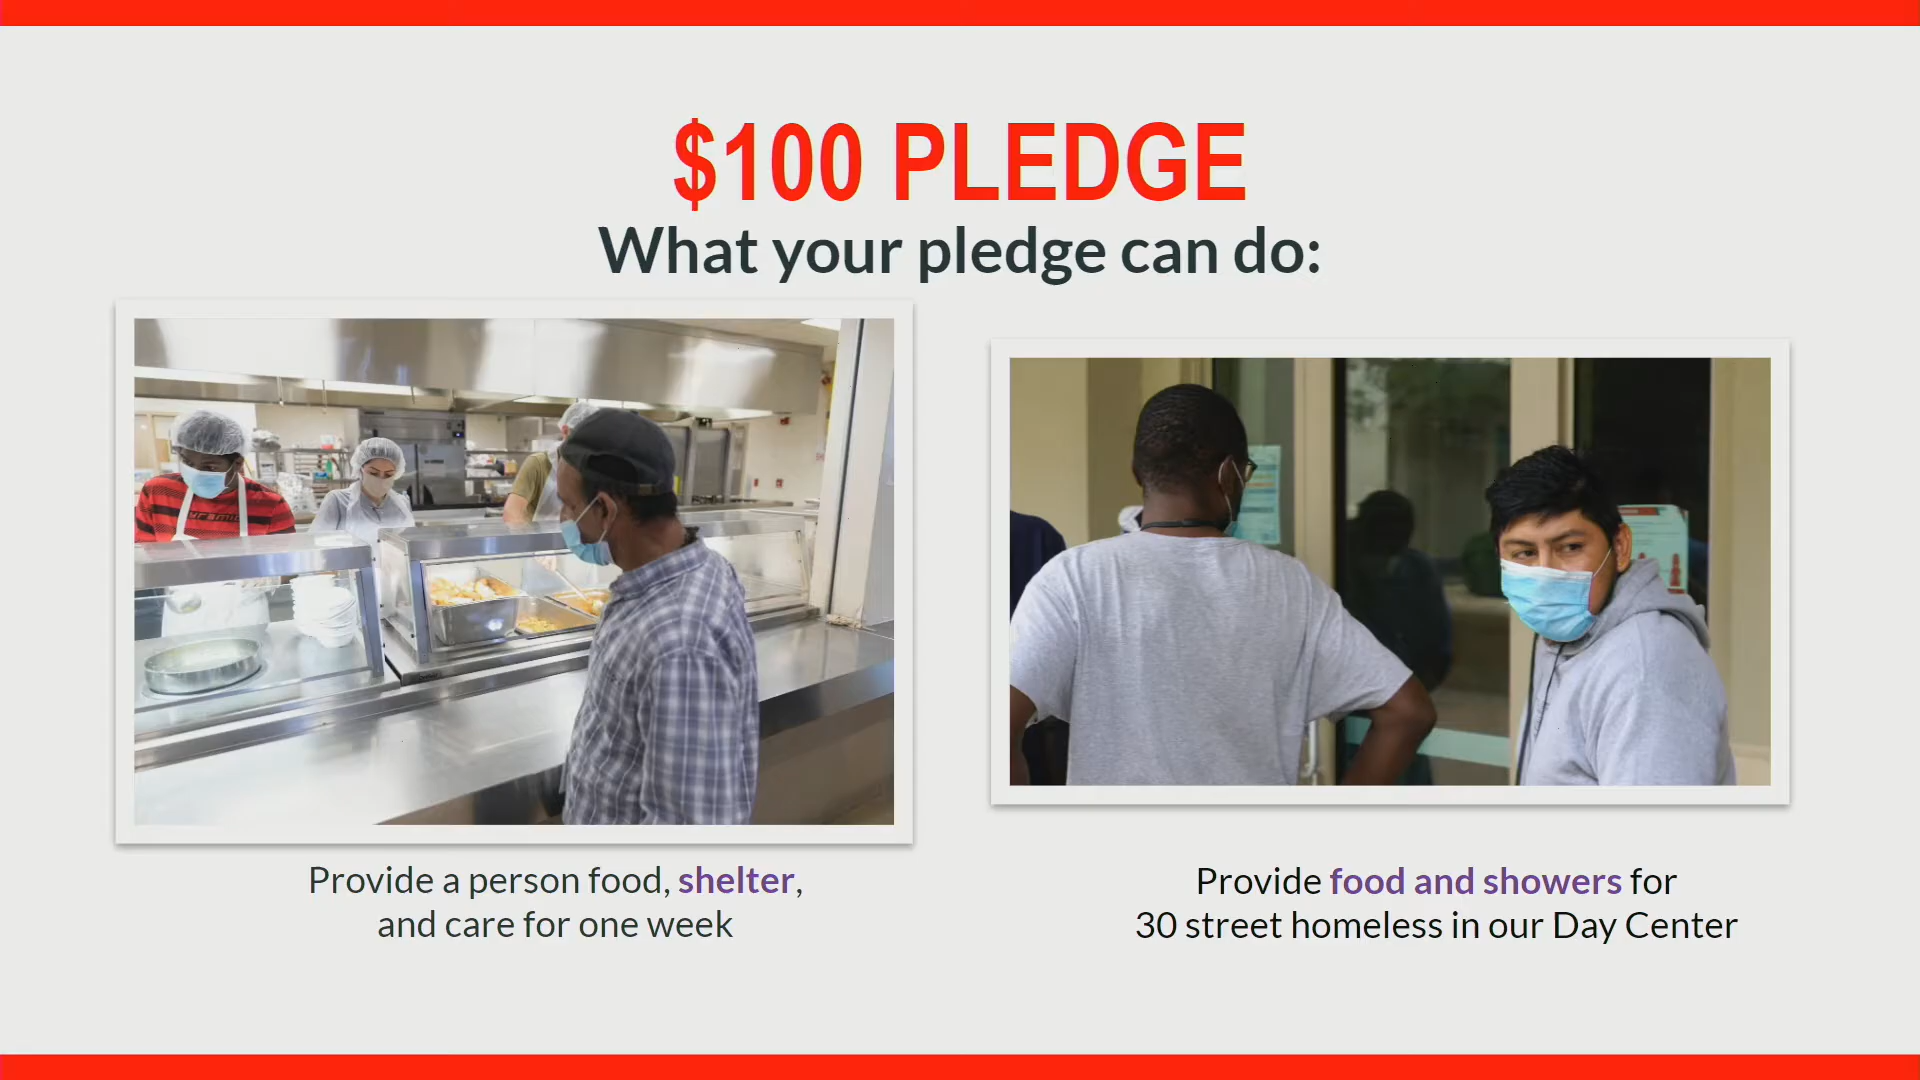 $100 PLEDGE
What your pledge can do:
Provide a person food, shelter,
and care for one week
Provide food and showers for
30 street homeless in our Day Center